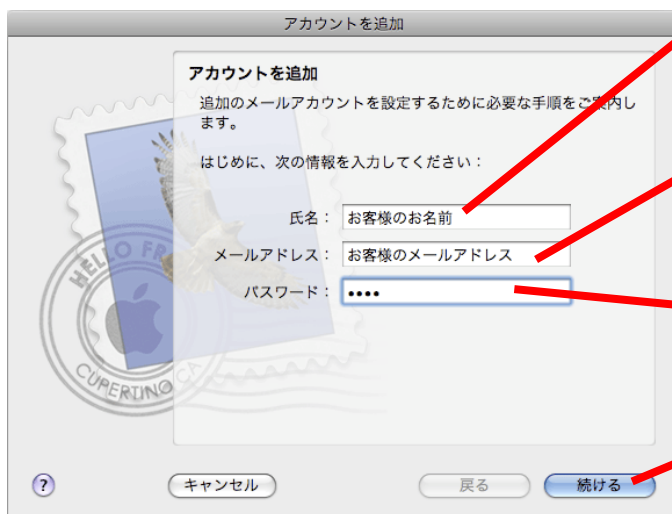 アカウントを追加
アカウントを追加
追加のメールアカウントを設定するために必要な手順をご案内し
ます。
はじめに、次の情報を入力してください：
氏名： お客様のお名前
メールアドレス： お客様のメールアドレス
パスワード： ••••
HELLO FR
CUPERTINO CA
? キャンセル 戻る 続ける